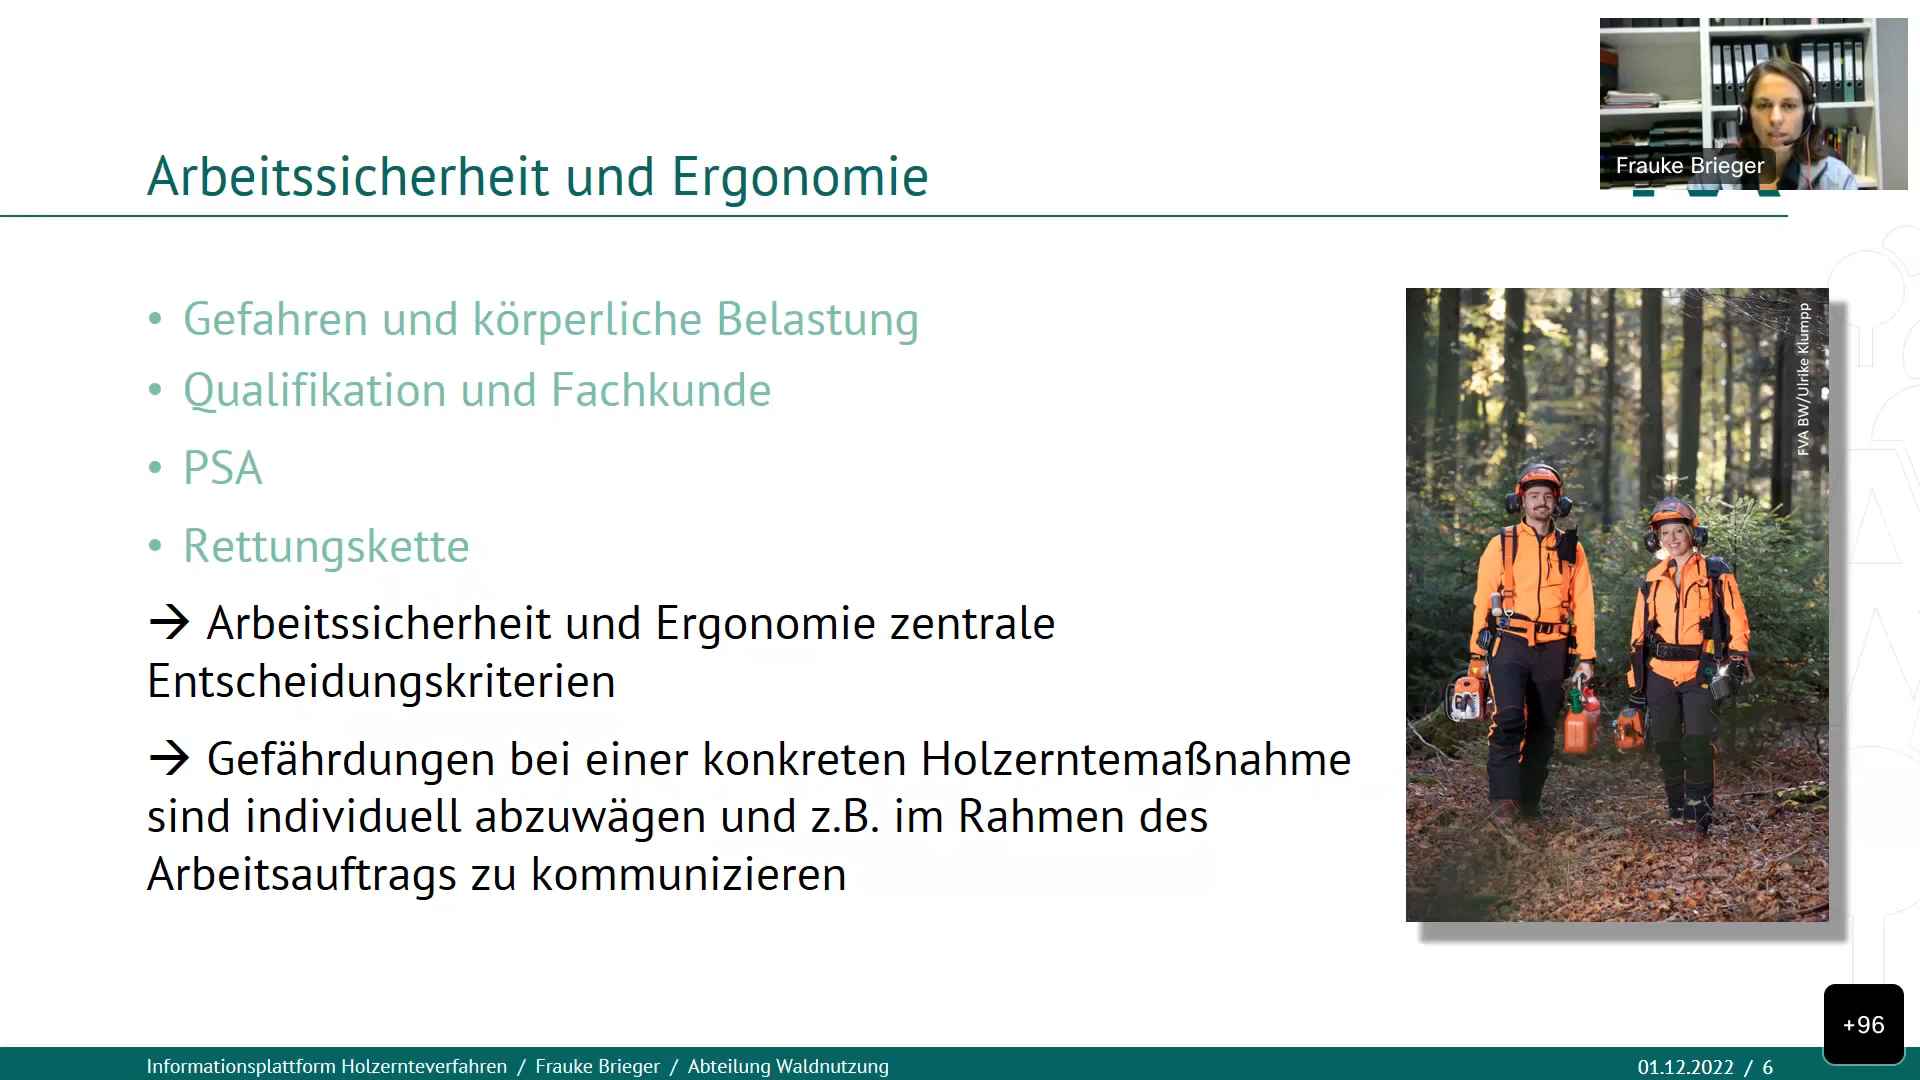 Frauke Brieger
Arbeitssicherheit und Ergonomie
• Gefahren und körperliche Belastung
• Qualifikation und Fachkunde
• PSA
• Rettungskette
→ Arbeitssicherheit und Ergonomie zentrale
Entscheidungskriterien
→ Gefährdungen bei einer konkreten Holzerntemaßnahme
sind individuell abzuwägen und z.B. im Rahmen des
Arbeitsauftrags zu kommunizieren
FVA BW/Ulrike Klumpp
+96
Informationsplattform Holzernteverfahren / Frauke Brieger / Abteilung Waldnutzung
01.12.2022 / 6